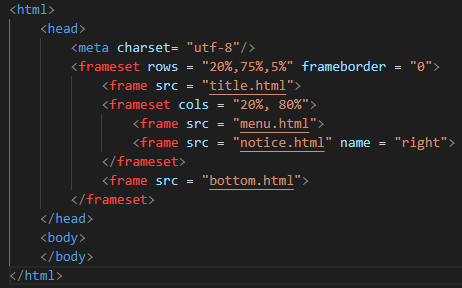 <html>
<head>
<meta charset= "utf-8"/>
<frameset rows = "20%,75%,5%" frameborder = "0">
<frame src = "title.html">
<frameset cols = "20%, 80%">
<frame src = "menu.html">
<frame src = "notice.html" name = "right">
</frameset>
<frame src = "bottom.html">
</frameset>
</head>
<body>
</body>
</html>